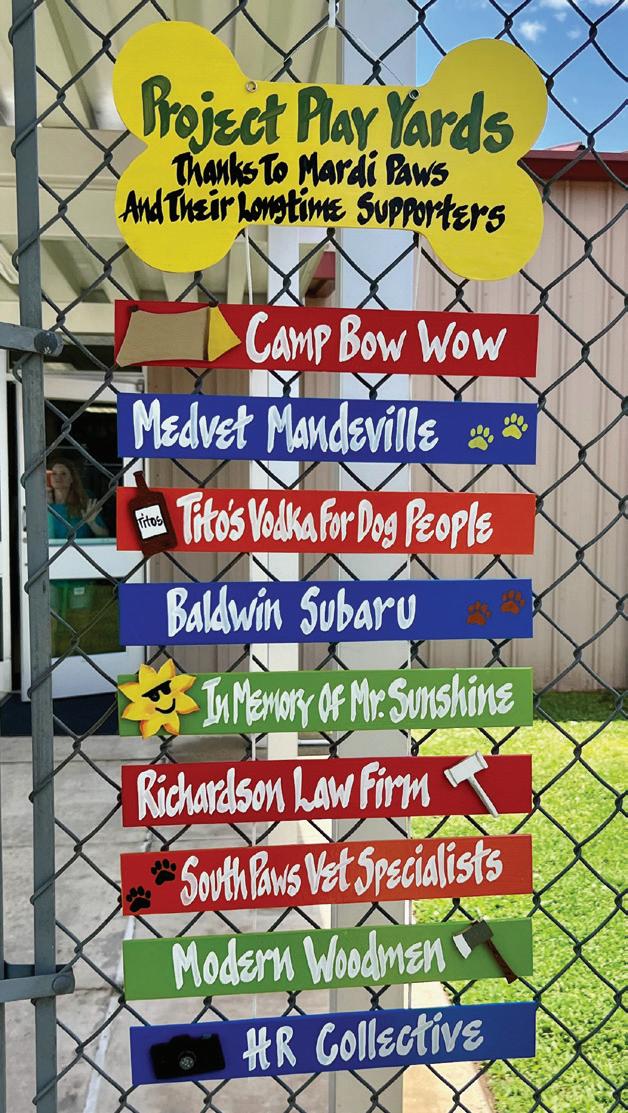 Project Play Yards
Thanks To Mardi Paws
And Their Longtime Supporters
Camp Bow Wow
Medvet Mandeville
Titos
Tito's Vodka For Dog People
Baldwin Subaru
In Memory Of Mr. Sunshine
Richardson Law Firm
South Paws Vet Specialists
Modern Woodmen
HR Collective